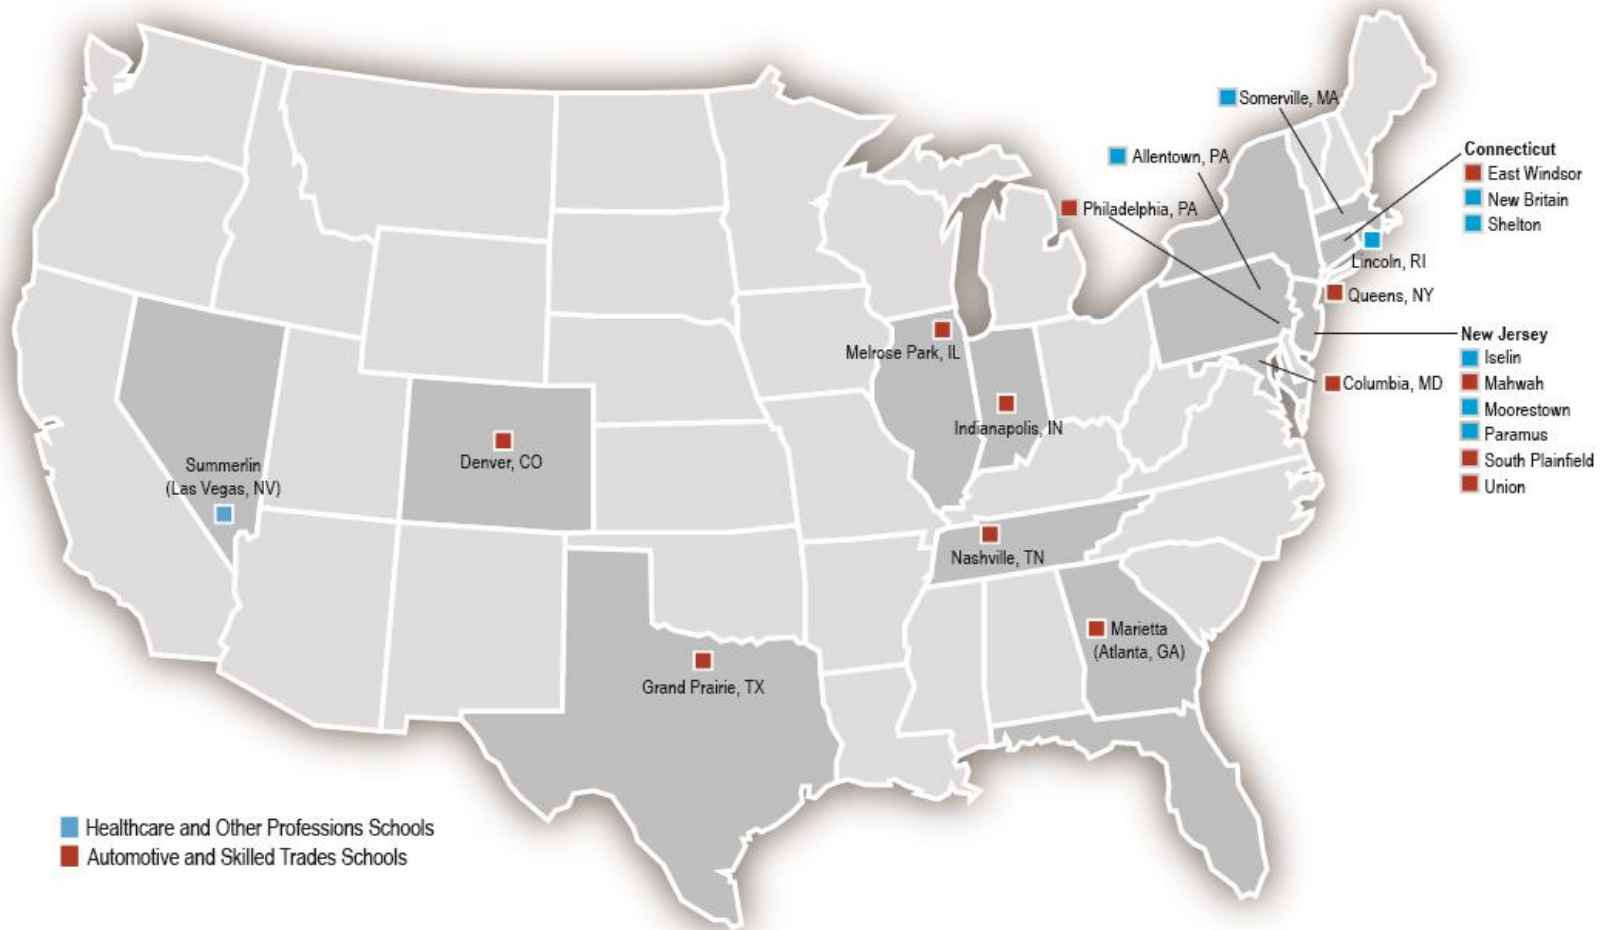 Somerville, MA
Allentown, PA
Philadelphia, PA
Connecticut
East Windsor
New Britain
Shelton
Lincoln, RI
Queens, NY
New Jersey
Iselin
Mahwah
Moorestown
Paramus
South Plainfield
Union
Columbia, MD
Melrose Park, IL
Indianapolis, IN
Denver, CO
Summerlin
(Las Vegas, NV)
Nashville, TN
Marietta
(Atlanta, GA)
Grand Prairie, TX
Healthcare and Other Professions Schools
Automotive and Skilled Trades Schools